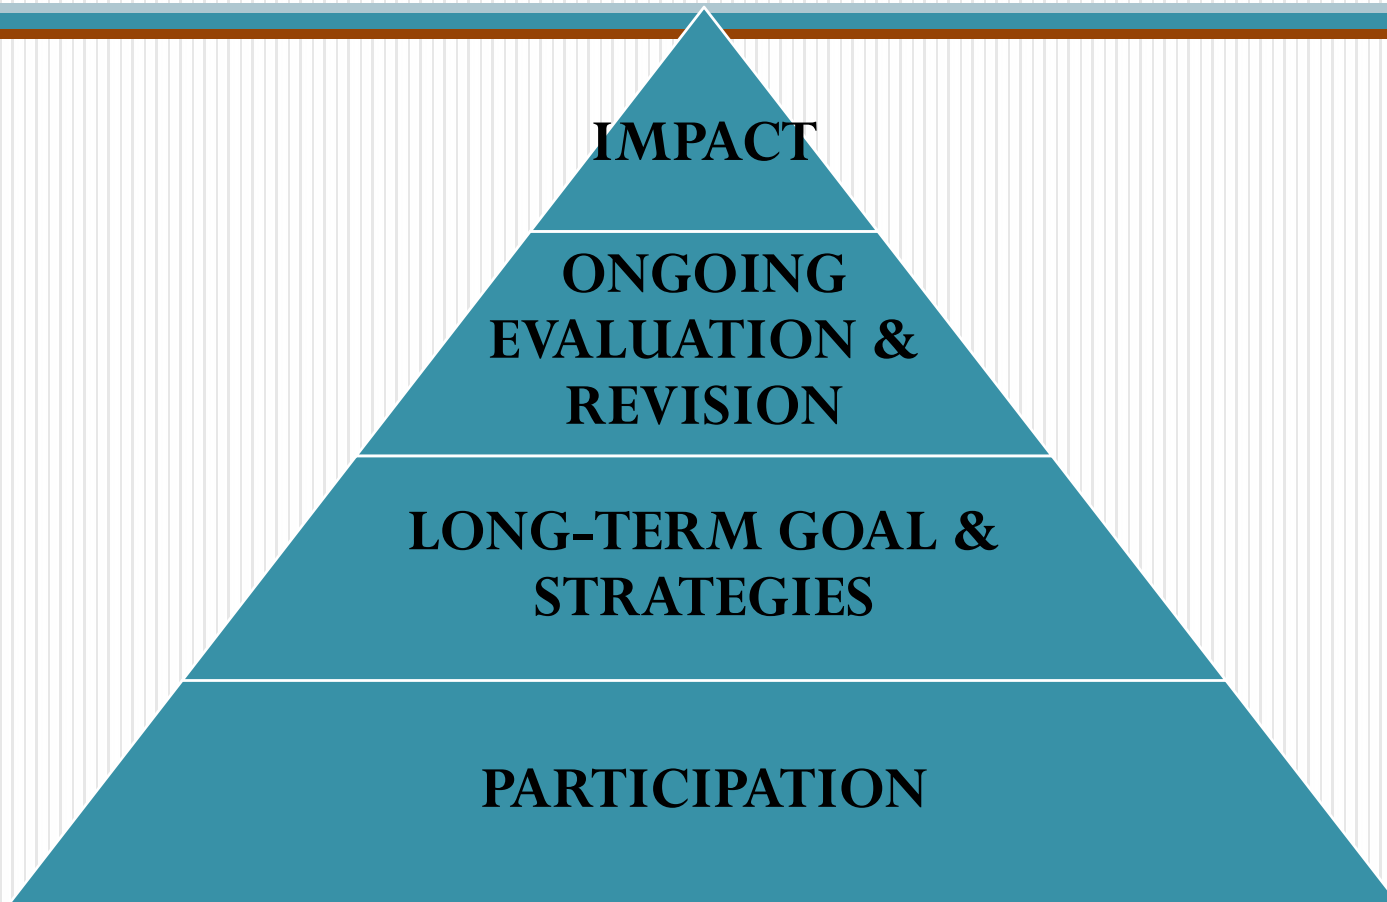 IMPACT
ONGOING
EVALUATION &
REVISION
LONG-TERM GOAL &
STRATEGIES
PARTICIPATION